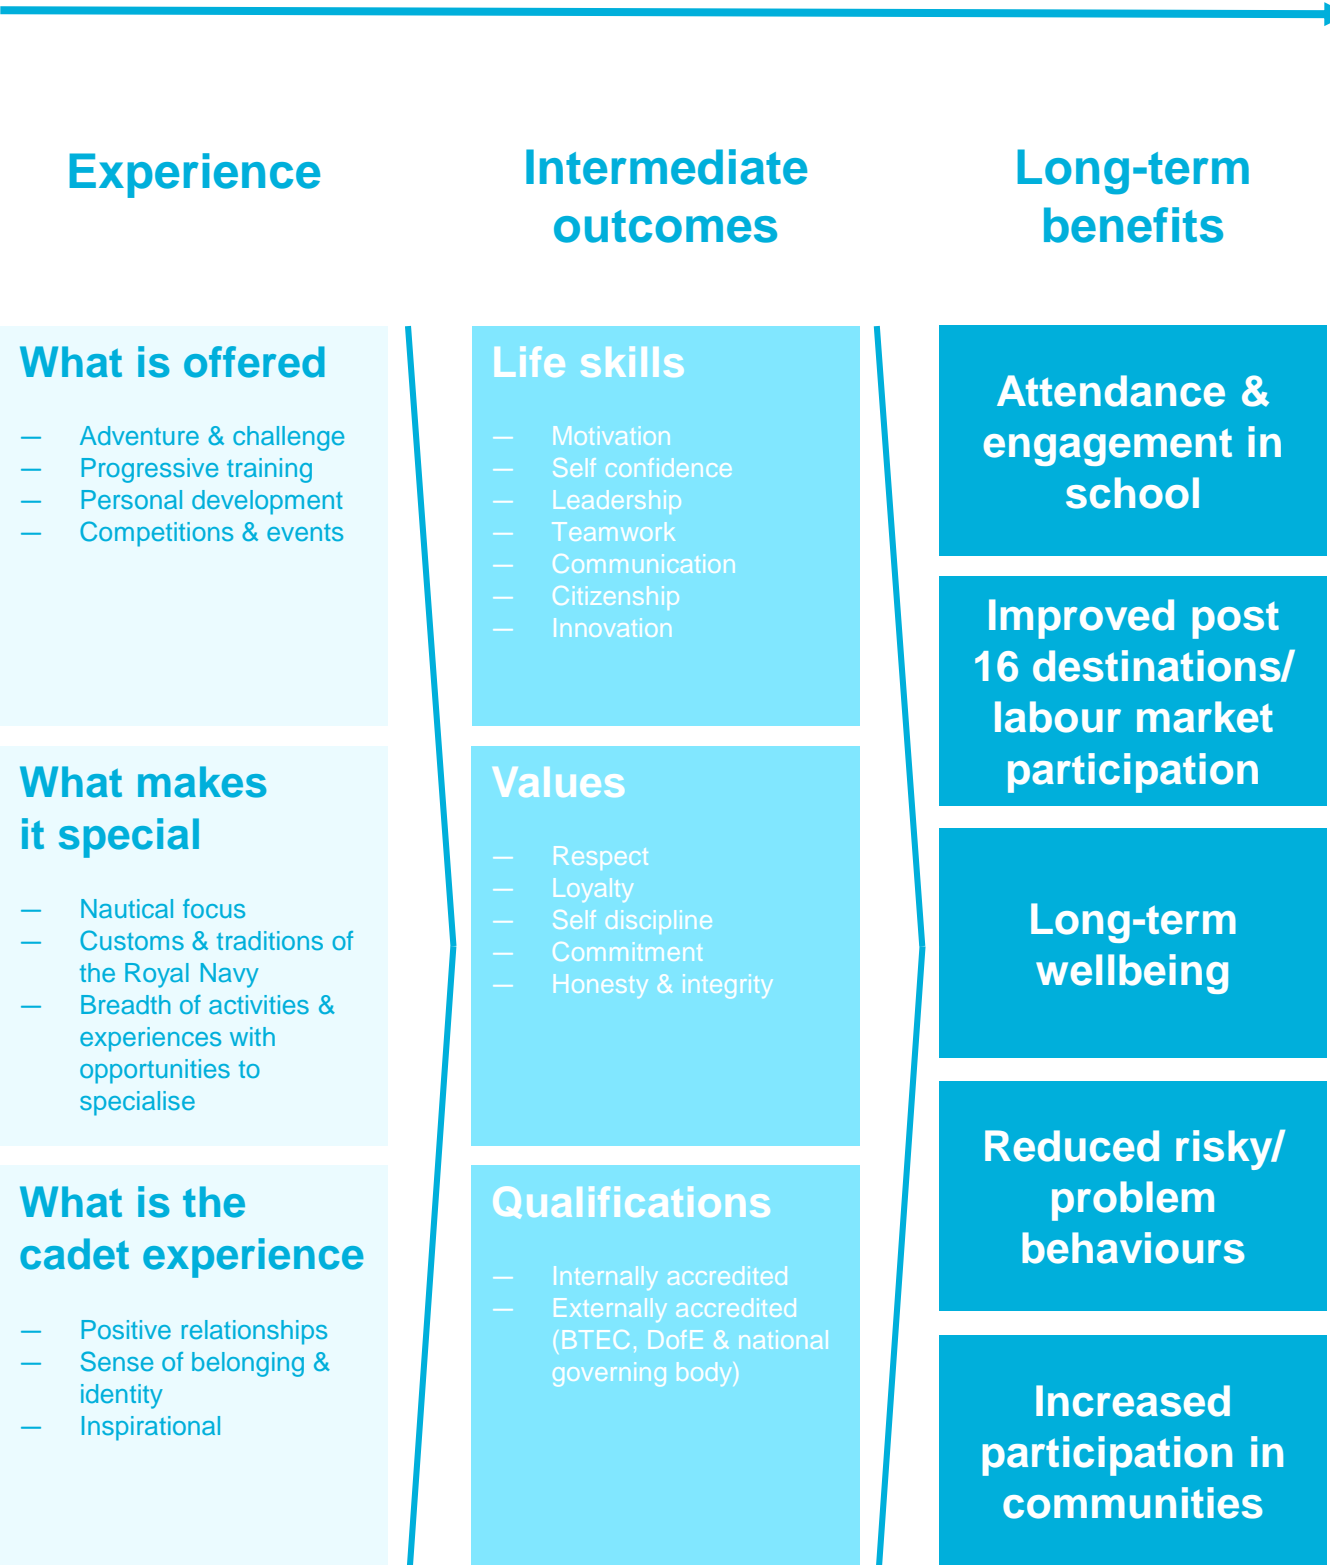 Experience
Intermediate
outcomes
Long-term
benefits
What is offered
— Adventure & challenge
— Progressive training
— Personal development
— Competitions & events
What makes
it special
— Nautical focus
— Customs & traditions of
the Royal Navy
— Breadth of activities &
experiences with
opportunities to
specialise
What is the
cadet experience
— Positive relationships
— Sense of belonging &
identity
— Inspirational
Life skills
— Motivation
— Self confidence
— Leadership
— Teamwork
— Communication
— Citizenship
— Innovation
Values
— Respect
— Loyalty
— Self discipline
— Commitment
— Honesty & integrity
Qualifications
— Internally accredited
— Externally accredited
(BTEC, DofE & national
governing body)
Attendance &
engagement in
school
Improved post
16 destinations/
labour market
participation
Long-term
wellbeing
Reduced risky/
problem
behaviours
Increased
participation in
communities